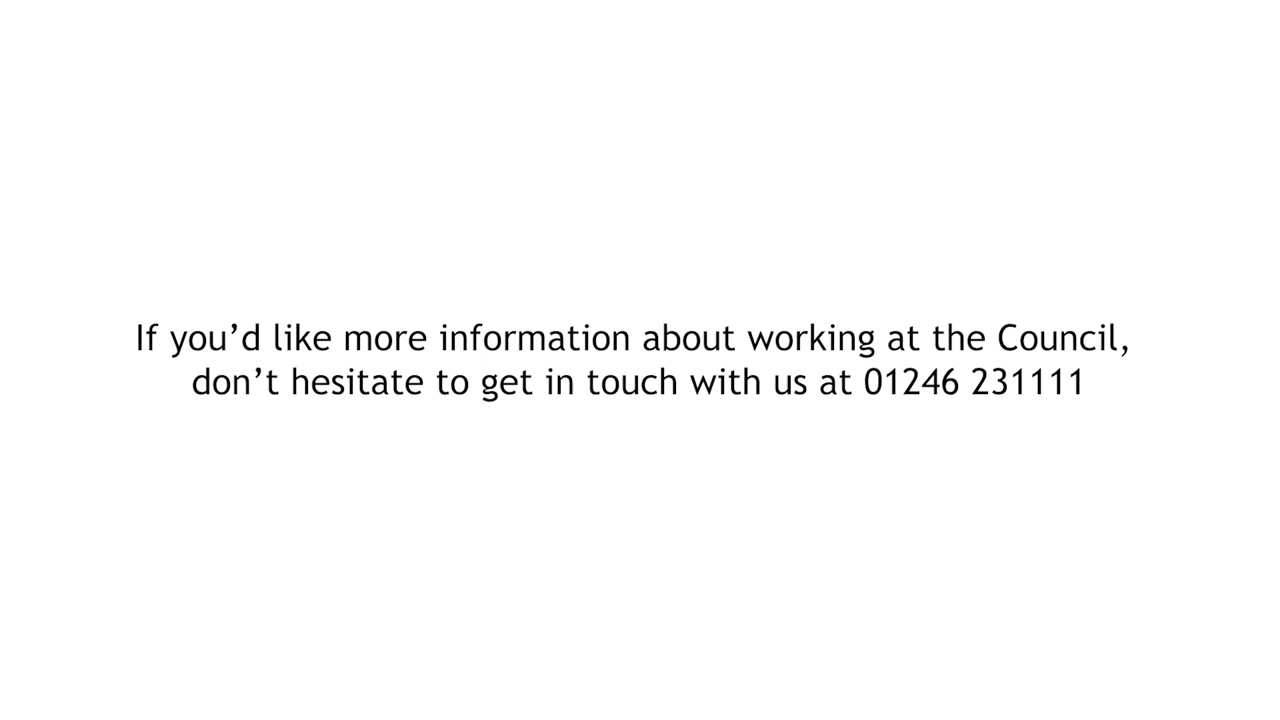 If you’d like more information about working at the Council,
don’t hesitate to get in touch with us at 01246 231111